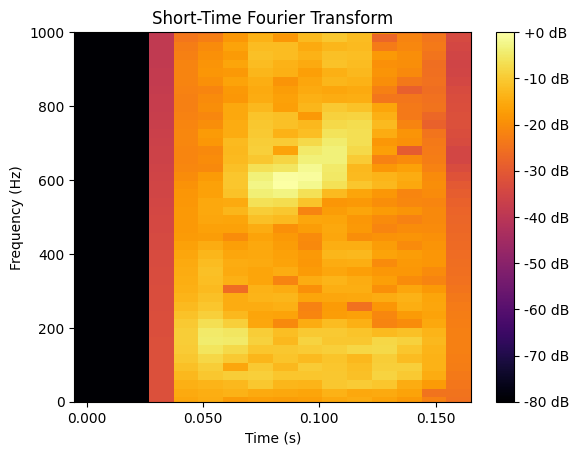 Short-Time Fourier Transform
Frequency (Hz)
1000
800
600
400
200
0
0.000
0.050
0.100
0.150
Time (s)
+0 dB
-10 dB
-20 dB
-30 dB
-40 dB
-50 dB
-60 dB
-70 dB
-80 dB